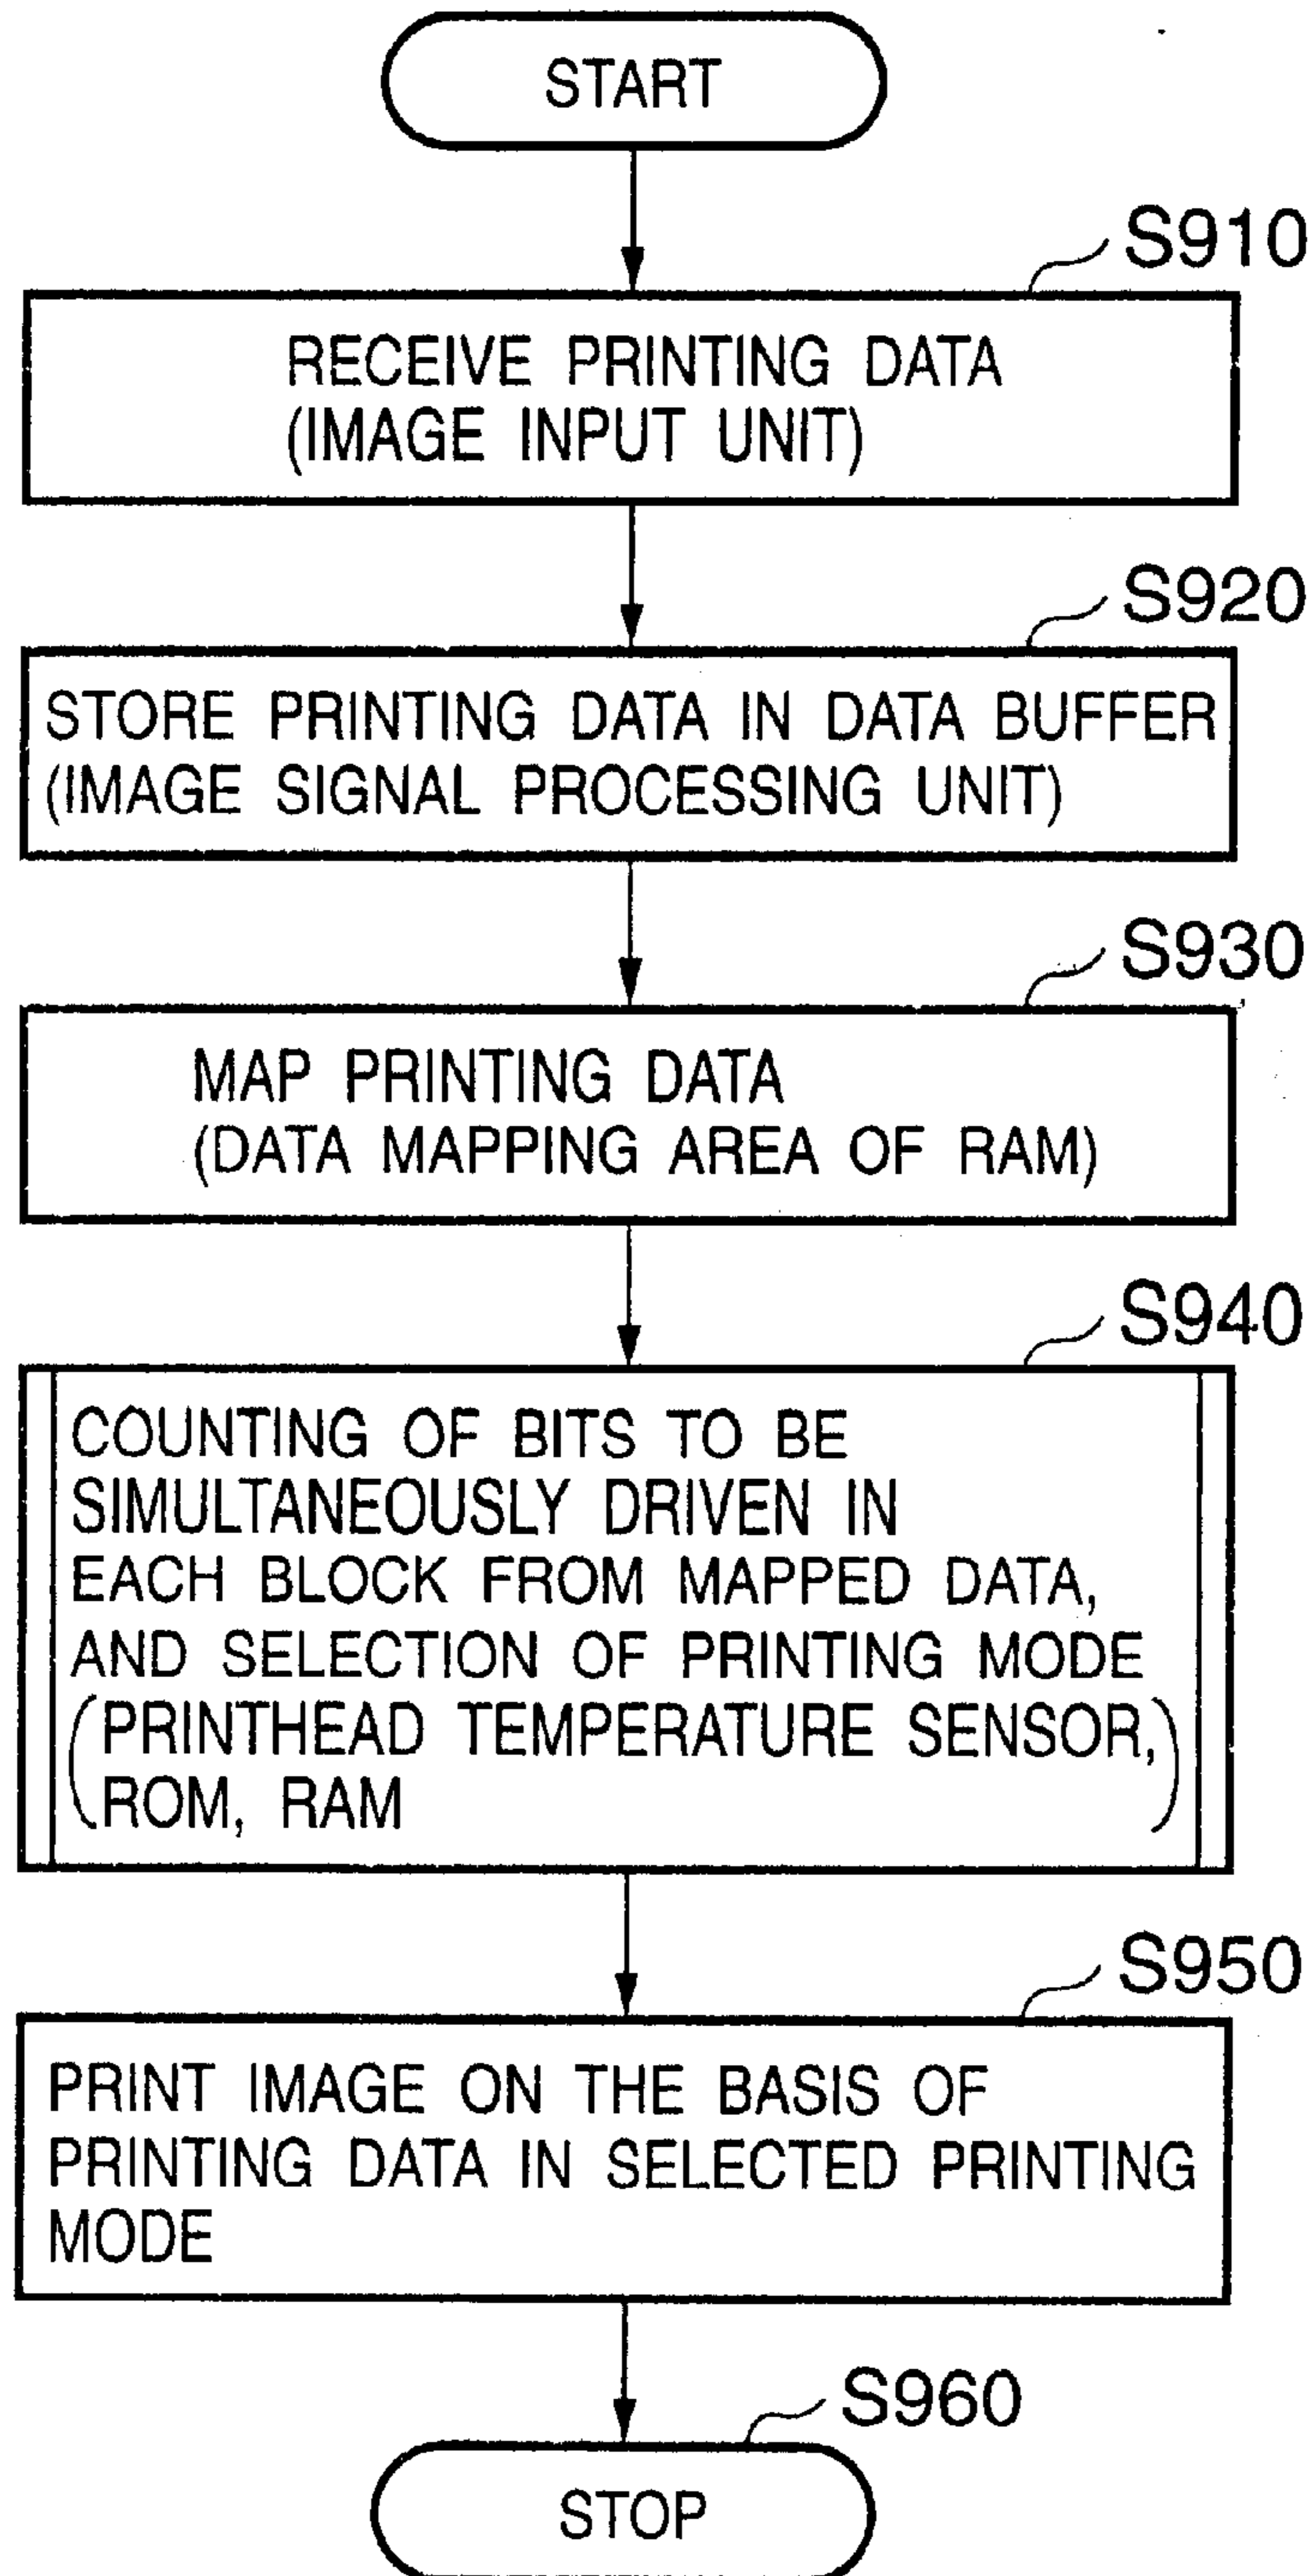 START
S910
RECEIVE PRINTING DATA
(IMAGE INPUT UNIT)
S920
STORE PRINTING DATA IN DATA BUFFER
(IMAGE SIGNAL PROCESSING UNIT)
S930
MAP PRINTING DATA
(DATA MAPPING AREA OF RAM)
S940
COUNTING OF BITS TO BE
SIMULTANEOUSLY DRIVEN IN
EACH BLOCK FROM MAPPED DATA,
AND SELECTION OF PRINTING MODE
(PRINTHEAD TEMPERATURE SENSOR,
ROM, RAM)
S950
PRINT IMAGE ON THE BASIS OF
PRINTING DATA IN SELECTED PRINTING
MODE
S960
STOP